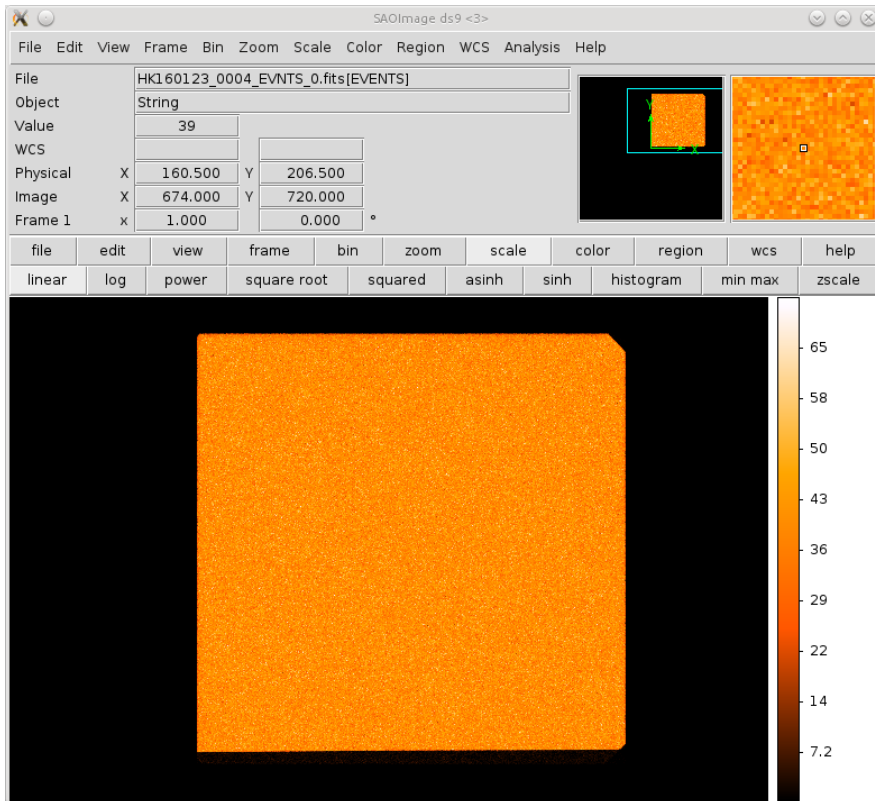 SAOImage ds9 <3>
File Edit View Frame Bin Zoom Scale Color Region WCS Analysis Help
File HK160123_0004_EVNTS_0.fits[EVENTS]
Object String
Value 39
WCS
Physical X 160.500 Y 206.500
Image X 674.000 Y 720.000
Frame 1 x 1.000 0.000 °
Y
X
file edit view frame bin zoom scale color region wcs help
linear log power square root squared asinh sinh histogram min max zscale
65
58
50
43
36
29
22
14
7.2